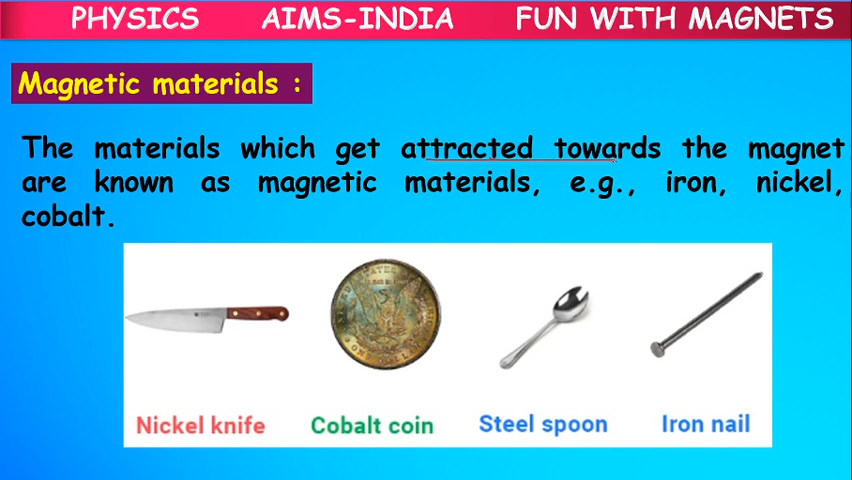 PHYSICS AIMS-INDIA FUN WITH MAGNETS
Magnetic materials :
The materials which get attracted towards the magnet
are known as magnetic materials, e.g., iron, nickel,
cobalt.
Nickel knife Cobalt coin Steel spoon Iron nail